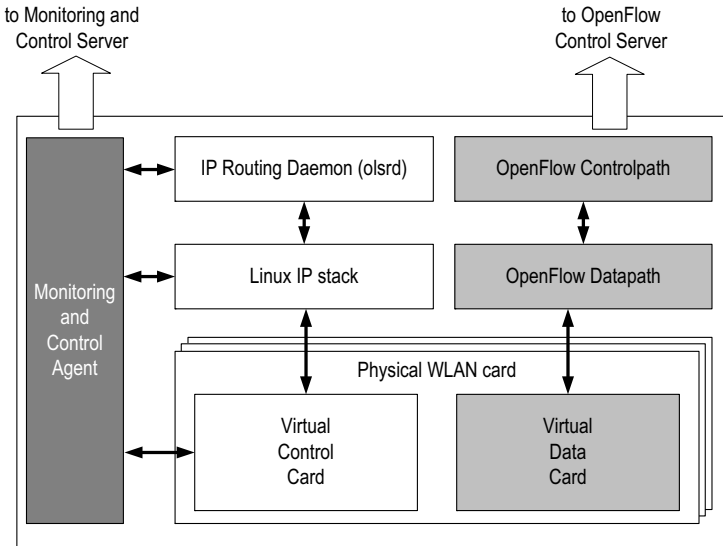 to Monitoring and
Control Server
to OpenFlow
Control Server
IP Routing Daemon (olsrd)
OpenFlow Controlpath
Linux IP stack
OpenFlow Datapath
Monitoring
and
Control
Agent
Physical WLAN card
Virtual
Control
Card
Virtual
Data
Card